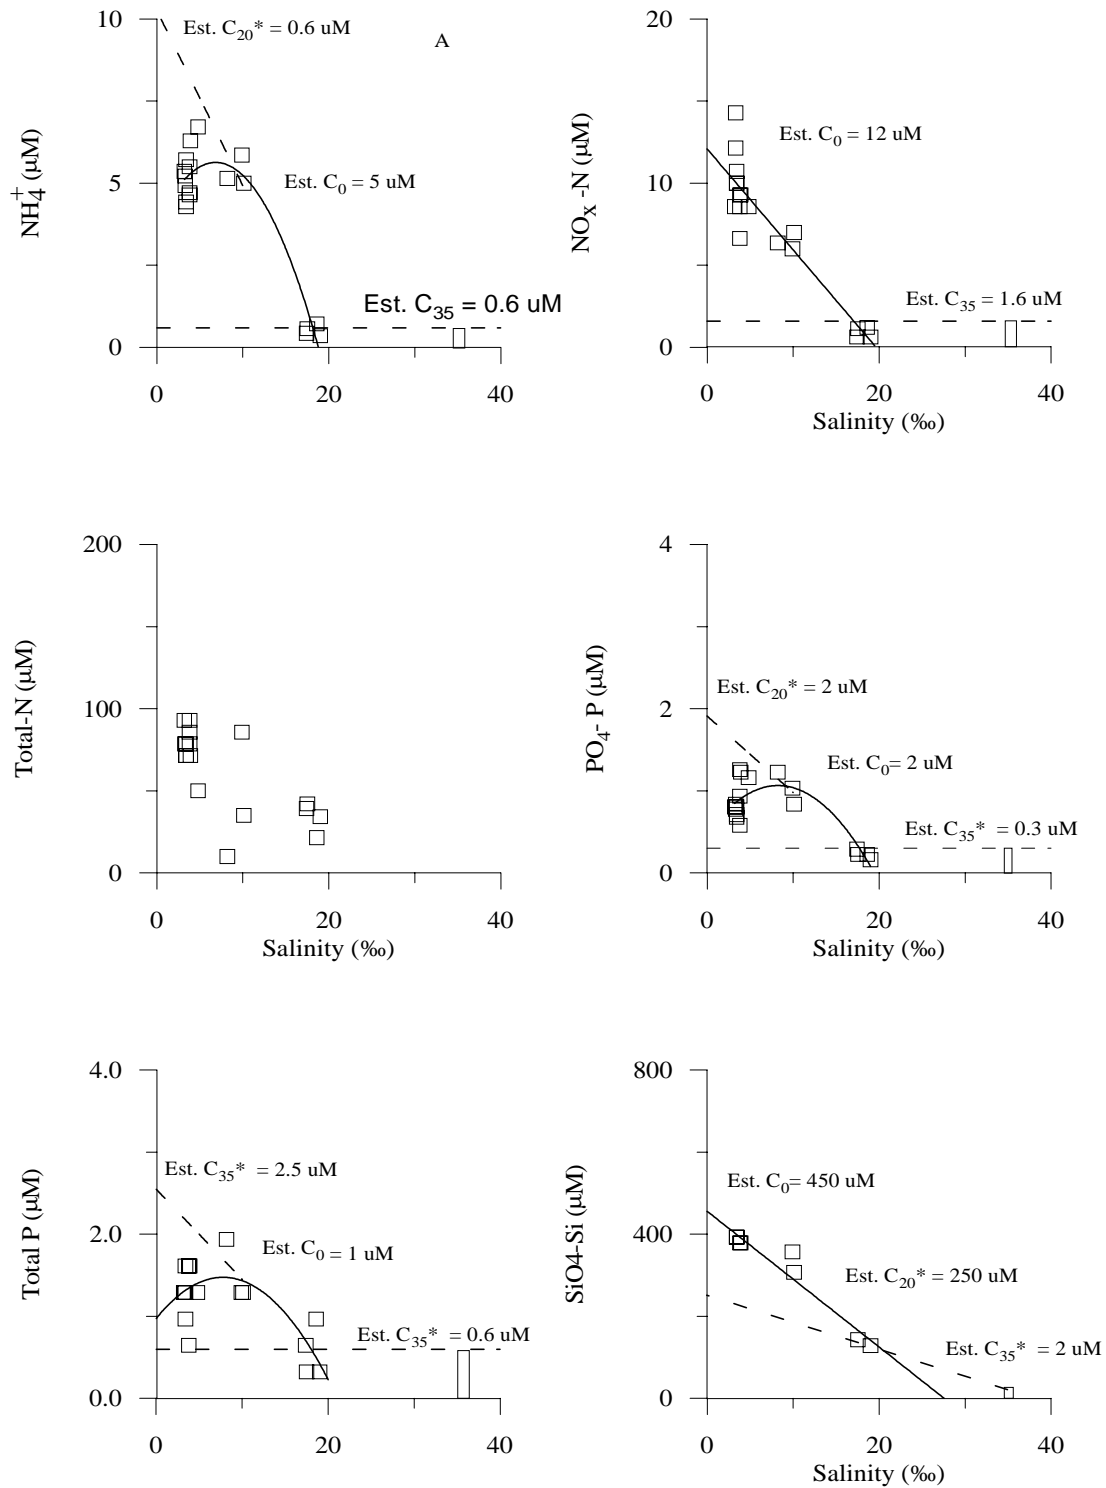 10
Est. C20* = 0.6 uM
A
5
Est. C0 = 5 uM
Est. C35 = 0.6 uM
0
0
20
40
NH4+ (µM)
20
Est. C0 = 12 uM
10
Est. C35 = 1.6 uM
0
0
20
40
NOX -N (µM)
Salinity (‰)
200
100
0
0
20
40
Total-N (µM)
Salinity (‰)
4
Est. C20* = 2 uM
2
Est. C0= 2 uM
Est. C35* = 0.3 uM
0
0
20
40
PO4- P (µM)
Salinity (‰)
4.0
Est. C35* = 2.5 uM
2.0
Est. C0 = 1 uM
Est. C35* = 0.6 uM
0.0
0
20
40
Total P (µM)
800
Est. C0= 450 uM
400
Est. C20* = 250 uM
Est. C35* = 2 uM
0
0
20
40
SiO4-Si (µM)
Salinity (‰)